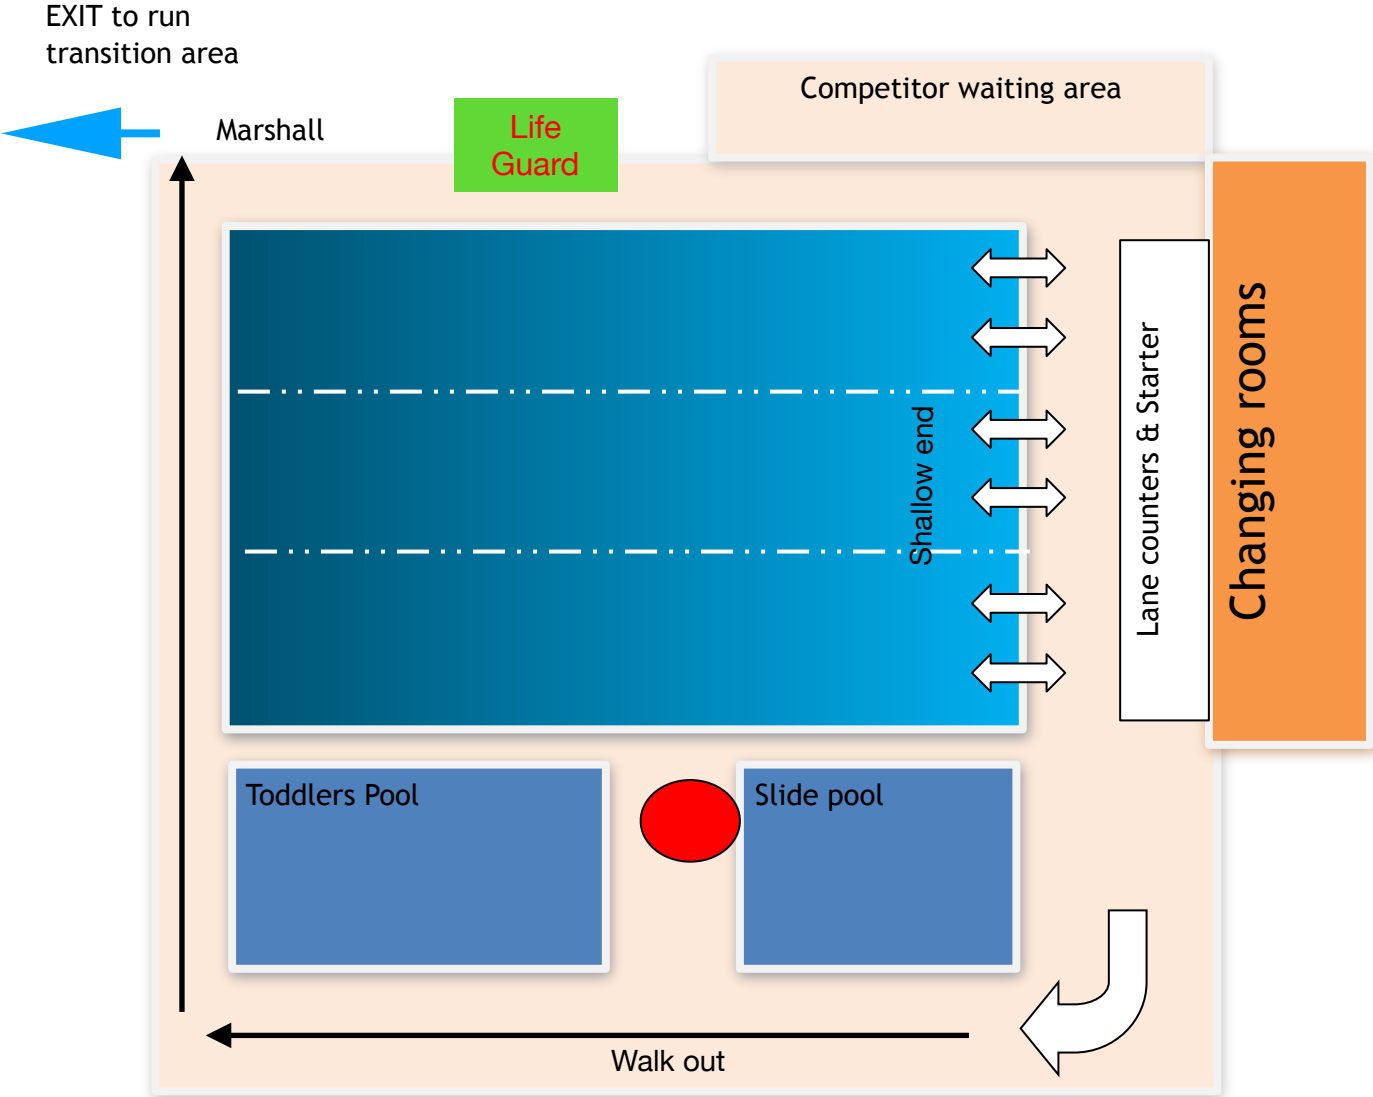 EXIT to run
transition area
Competitor waiting area
Marshall
Life
Guard
Shallow end
Lane counters & Starter
Changing rooms
Toddlers Pool
Slide pool
Walk out